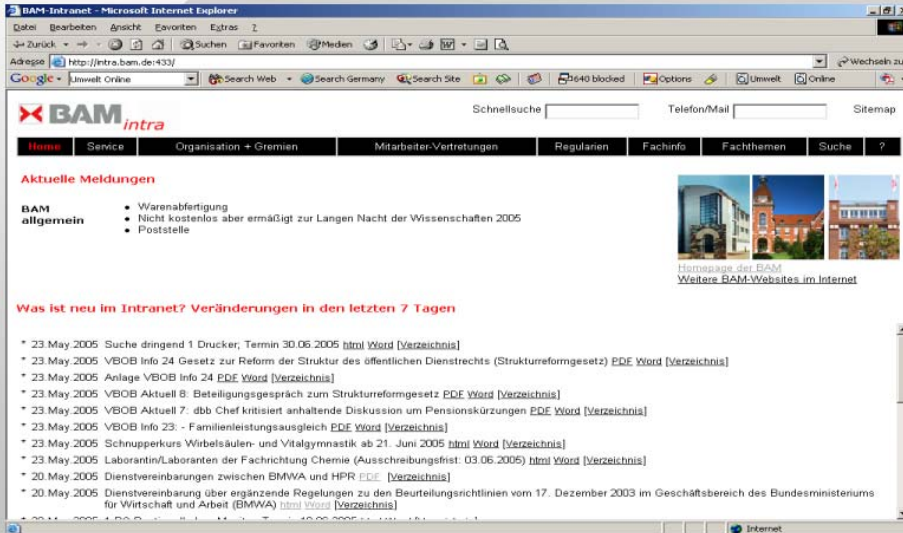 BAM-Intranet - Microsoft Internet Explorer
Datei Bearbeiten Ansicht Favoriten Extras ?
Zurück Suchen Favoriten Medien
Adresse http://intra.bam.de:433/ Wechseln zu
Google Umwelt Online Search Web Search Germany Search Site 3640 blocked Options Umwelt Online
BAM intra Schnellsuche Telefon/Mail Sitemap
Home Service Organisation + Gremien Mitarbeiter-Vertretungen Regularien Fachinfo Fachthemen Suche ?
Aktuelle Meldungen
BAM allgemein
• Warenabfertigung
• Nicht kostenlos aber ermäßigt zur Langen Nacht der Wissenschaften 2005
• Poststelle
Homepage der BAM
Weitere BAM-Websites im Internet
Was ist neu im Intranet? Veränderungen in den letzten 7 Tagen
* 23.May.2005 Suche dringend 1 Drucker; Termin 30.06.2005 html Word [Verzeichnis]
* 23.May.2005 VBOB Info 24 Gesetz zur Reform der Struktur des öffentlichen Dienstrechts (Strukturreformgesetz) PDF Word [Verzeichnis]
* 23.May.2005 Anlage VBOB Info 24 PDF Word [Verzeichnis]
* 23.May.2005 VBOB Aktuell 8: Beteiligungsgespräch zum Strukturreformgesetz PDF Word [Verzeichnis]
* 23.May.2005 VBOB Aktuell 7: dbb Chef kritisiert anhaltende Diskussion um Pensionskürzungen PDF Word [Verzeichnis]
* 23.May.2005 VBOB Info 23: - Familienleistungsausgleich PDF Word [Verzeichnis]
* 23.May.2005 Schnupperkurs Wirbelsäulen- und Vitalgymnastik ab 21. Juni 2005 html Word [Verzeichnis]
* 23.May.2005 Laborantin/Laboranten der Fachrichtung Chemie (Ausschreibungsfrist: 03.06.2005) html Word [Verzeichnis]
* 20.May.2005 Dienstvereinbarungen zwischen BMWA und HPR PDF [Verzeichnis]
* 20.May.2005 Dienstvereinbarung über ergänzende Regelungen zu den Beurteilungsrichtlinien vom 17. Dezember 2003 im Geschäftsbereich des Bundesministeriums
für Wirtschaft und Arbeit (BMWA) html Word [Verzeichnis]
Internet